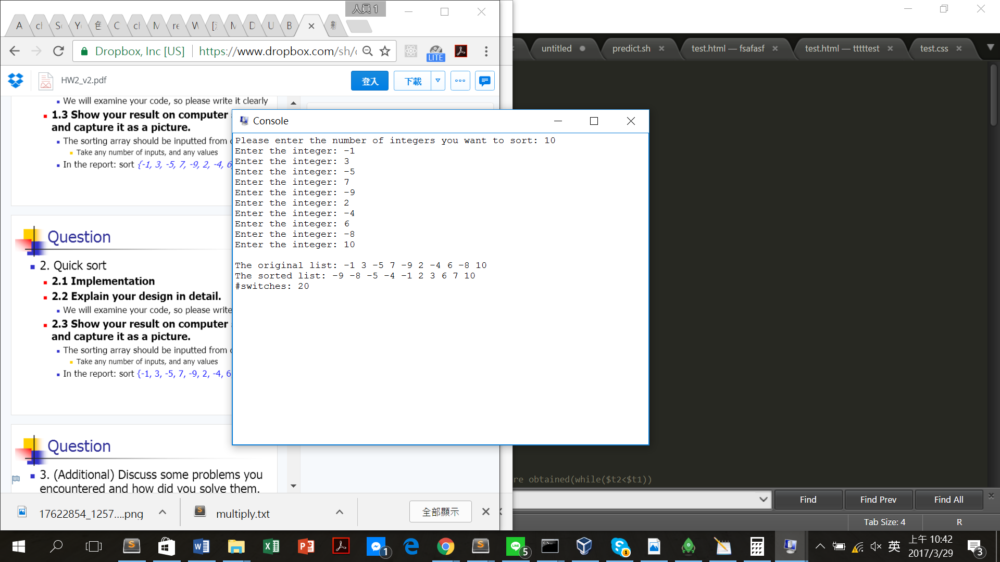 人員 1
A
cl
S
Y
C
cl
M
re
W
M
D
U
B
新
Dropbox, Inc [US]
https://www.dropbox.com/sh/
LITE
HW2_v2.pdf
登入
下載
We will examine your code, so please write it clearly
1.3 Show your result on computer
and capture it as a picture.
The sorting array should be inputted from
Take any number of inputs, and any values
In the report: sort {-1, 3, -5, 7, -9, 2, -4, 6,
Question
2. Quick sort
2.1 Implementation
2.2 Explain your design in detail.
We will examine your code, so please write
2.3 Show your result on computer
and capture it as a picture.
The sorting array should be inputted from
Take any number of inputs, and any values
In the report: sort {-1, 3, -5, 7, -9, 2, -4, 6
Question
3. (Additional) Discuss some problems you
encountered and how did you solve them.
17622854_1257....png
multiply.txt
全部顯示
Console
Please enter the number of integers you want to sort: 10
Enter the integer: -1
Enter the integer: 3
Enter the integer: -5
Enter the integer: 7
Enter the integer: -9
Enter the integer: 2
Enter the integer: -4
Enter the integer: 6
Enter the integer: -8
Enter the integer: 10
The original list: -1 3 -5 7 -9 2 -4 6 -8 10
The sorted list: -9 -8 -5 -4 -1 2 3 6 7 10
#switches: 20
untitled
predict.sh
test.html — fsafasf
test.html — tttttest
test.css
re obtained(while($t2<$t1))
Find
Find Prev
Find All
Tab Size: 4
R
1
5
1
英
上午 10:42
2017/3/29
3